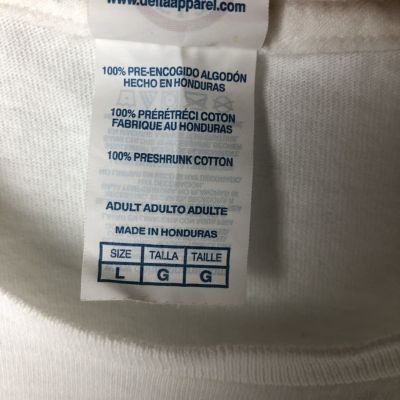 www.deltaapparel.com
100% PRE-ENCOGIDO ALGODÓN
HECHO EN HONDURAS
100% PRÉRÉTRÉCI COTON
FABRIQUE AU HONDURAS
100% PRESHRUNK COTTON
ADULT ADULTO ADULTE
MADE IN HONDURAS
SIZE TALLA TAILLE
L G G